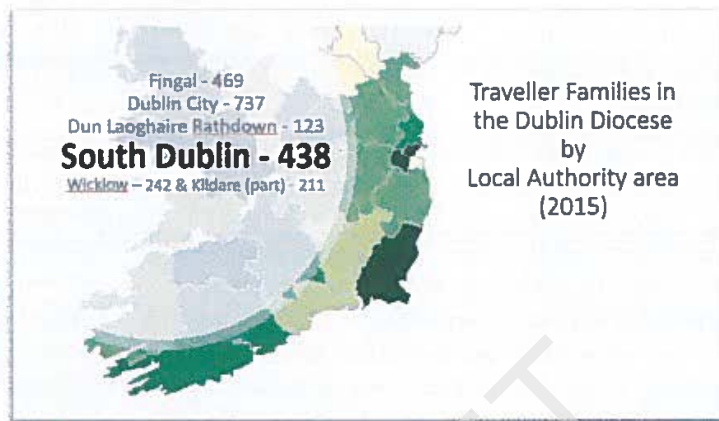 Fingal - 469
Dublin City - 737
Dun Laoghaire Rathdown - 123
South Dublin - 438
Wicklow – 242 & Kildare (part) - 211
Traveller Families in
the Dublin Diocese
by
Local Authority area
(2015)